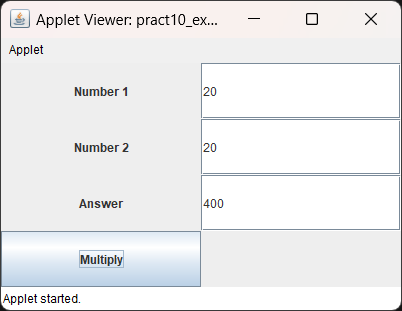 Applet Viewer: pract10_ex...
Applet
Number 1 20
Number 2 20
Answer 400
Multiply
Applet started.